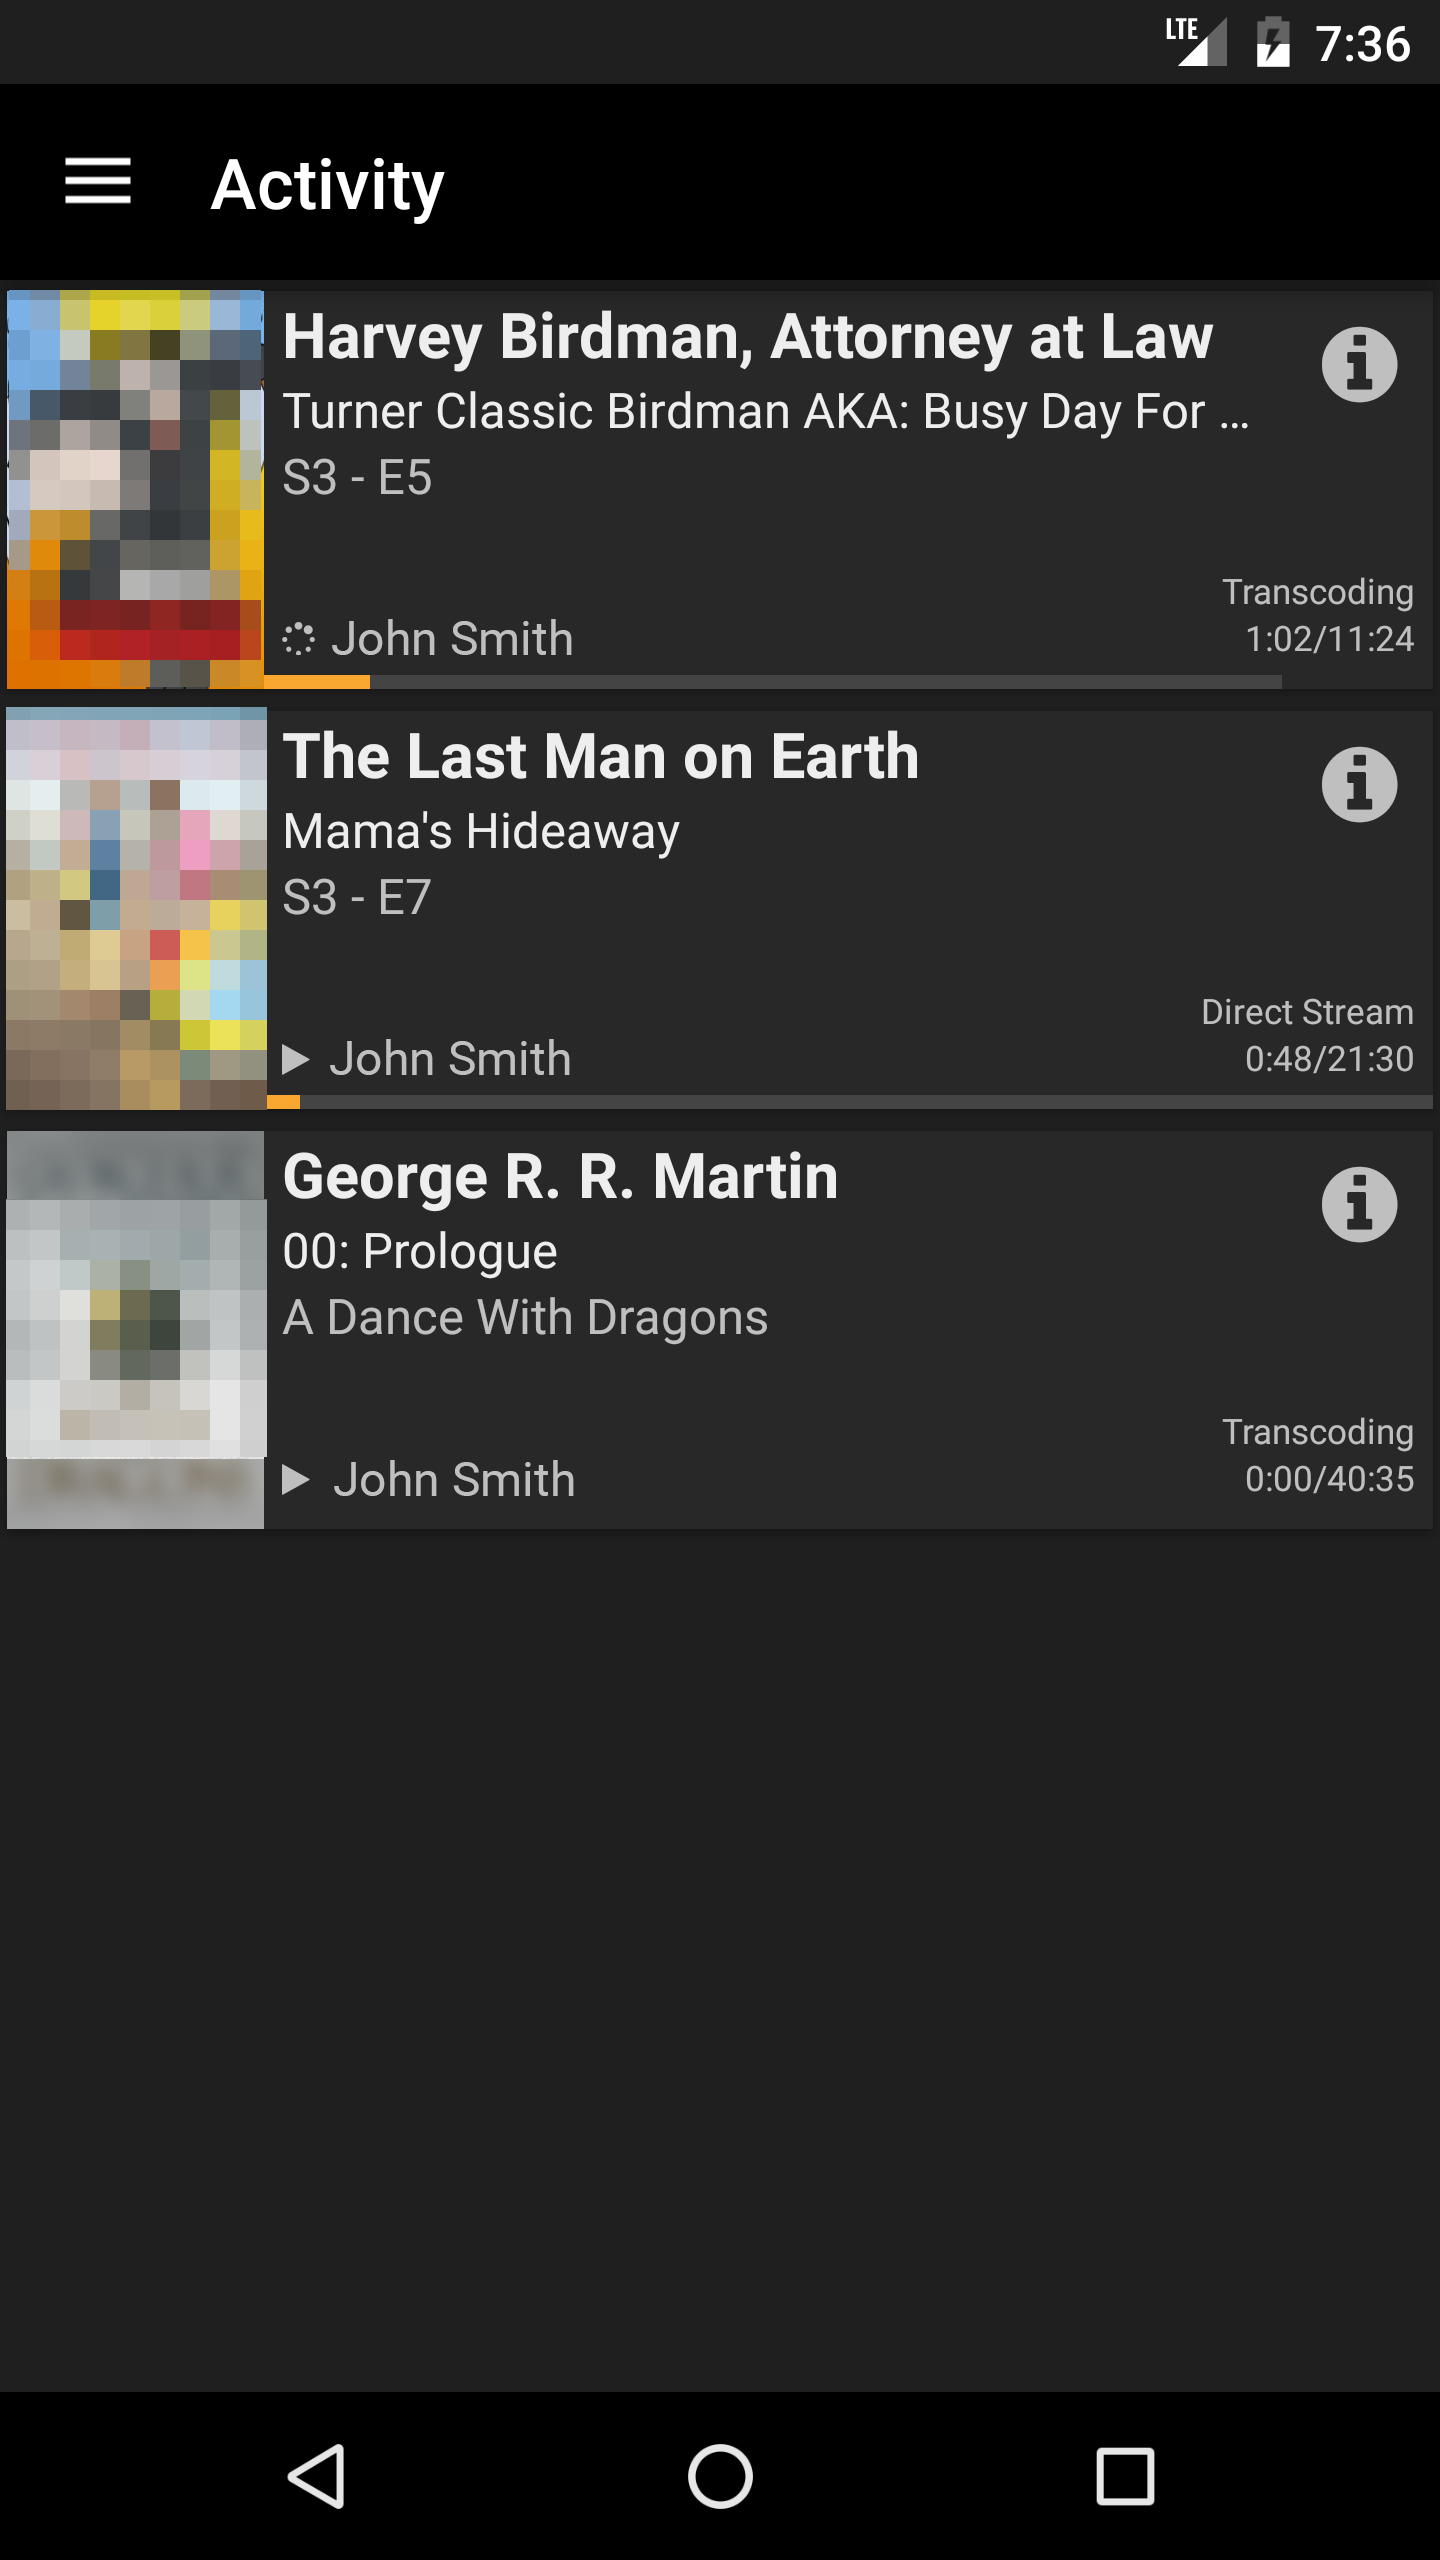 LTE 7:36
Activity
Harvey Birdman, Attorney at Law
Turner Classic Birdman AKA: Busy Day For ...
S3 - E5
Transcoding
John Smith 1:02/11:24
The Last Man on Earth
Mama's Hideaway
S3 - E7
Direct Stream
John Smith 0:48/21:30
George R. R. Martin
00: Prologue
A Dance With Dragons
Transcoding
John Smith 0:00/40:35